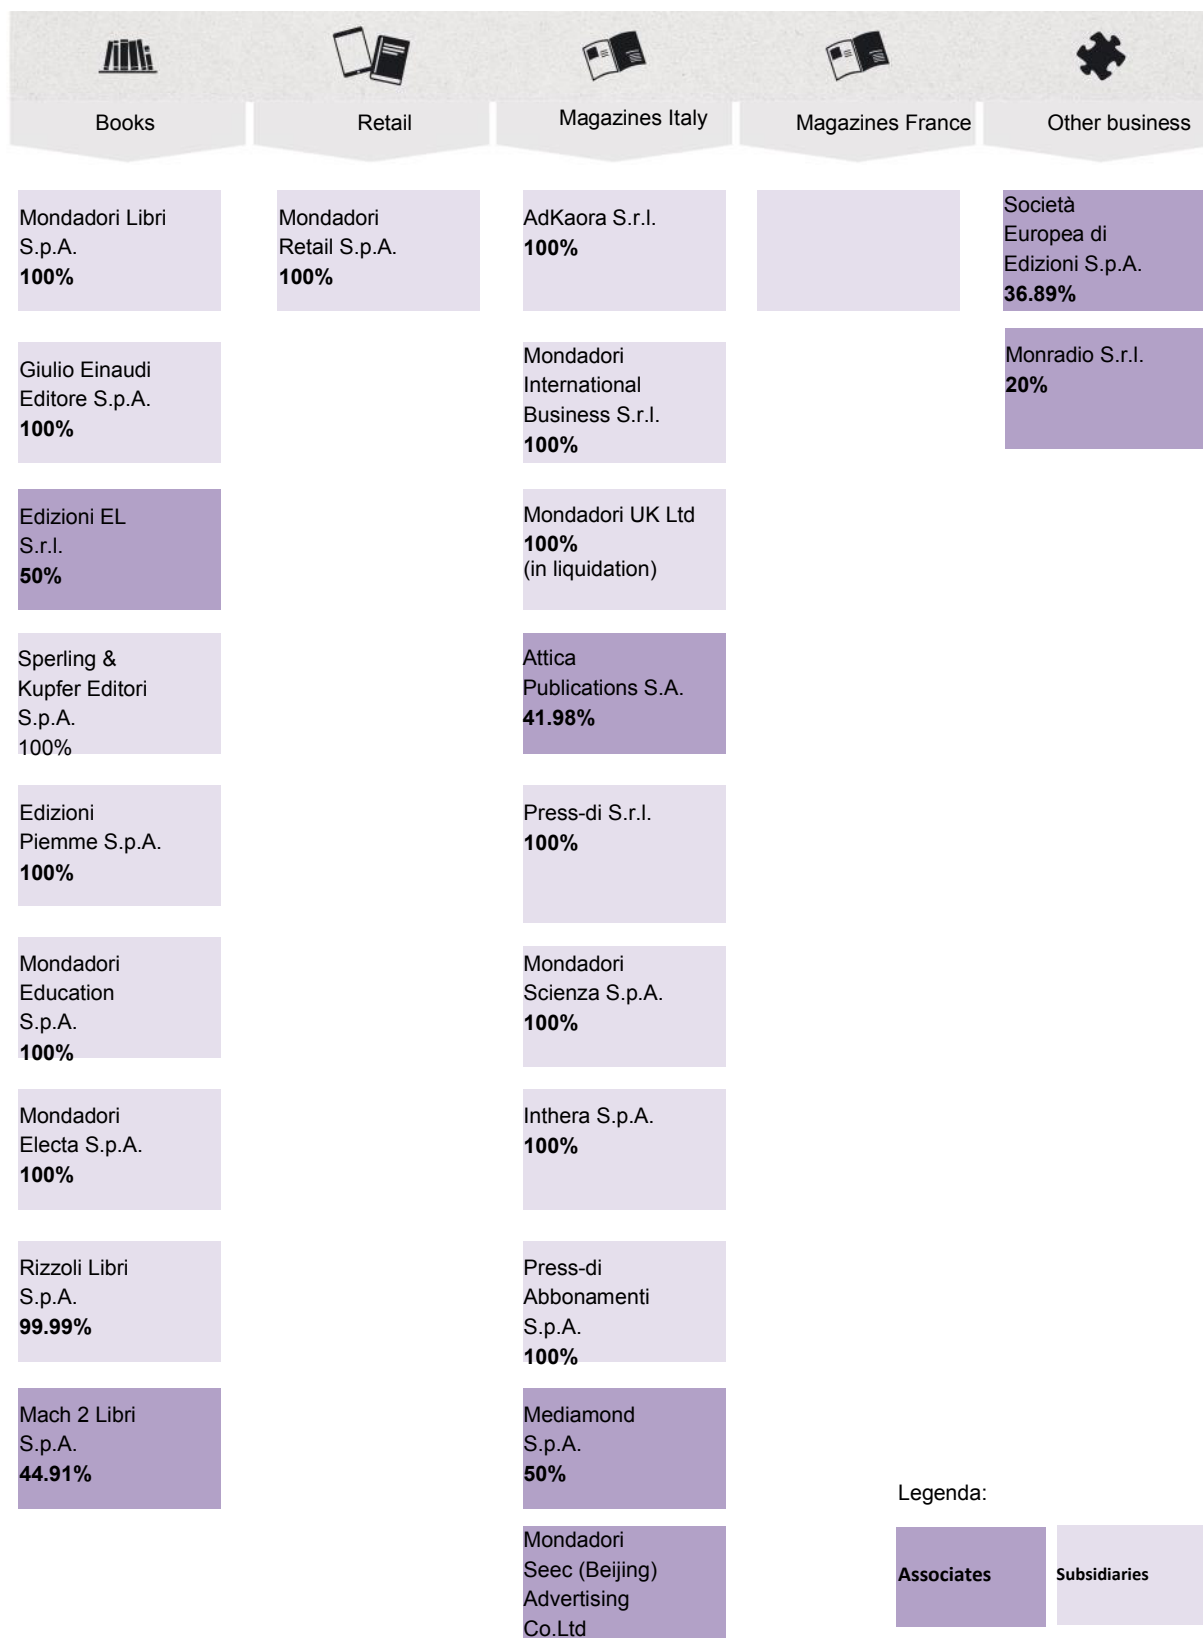 Books
Retail
Magazines Italy
Magazines France
Other business
Mondadori Libri
S.p.A.
100%
Giulio Einaudi
Editore S.p.A.
100%
Edizioni EL
S.r.l.
50%
Sperling &
Kupfer Editori
S.p.A.
100%
Edizioni
Piemme S.p.A.
100%
Mondadori
Education
S.p.A.
100%
Mondadori
Electa S.p.A.
100%
Rizzoli Libri
S.p.A.
99.99%
Mach 2 Libri
S.p.A.
44.91%
Mondadori
Retail S.p.A.
100%
AdKaora S.r.l.
100%
Mondadori
International
Business S.r.l.
100%
Mondadori UK Ltd
100%
(in liquidation)
Attica
Publications S.A.
41.98%
Press-di S.r.l.
100%
Mondadori
Scienza S.p.A.
100%
Inthera S.p.A.
100%
Press-di
Abbonamenti
S.p.A.
100%
Mediamond
S.p.A.
50%
Mondadori
Seec (Beijing)
Advertising
Co.Ltd
Società
Europea di
Edizioni S.p.A.
36.89%
Monradio S.r.l.
20%
Legenda:
Associates
Subsidiaries